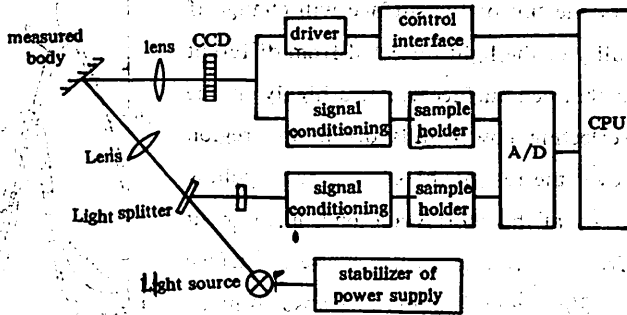 measured
body
lens
CCD
driver
control
interface
CPU
signal
conditioning
sample
holder
A/D
Lens
Light splitter
signal
conditioning
sample
holder
Light source
stabilizer of
power supply